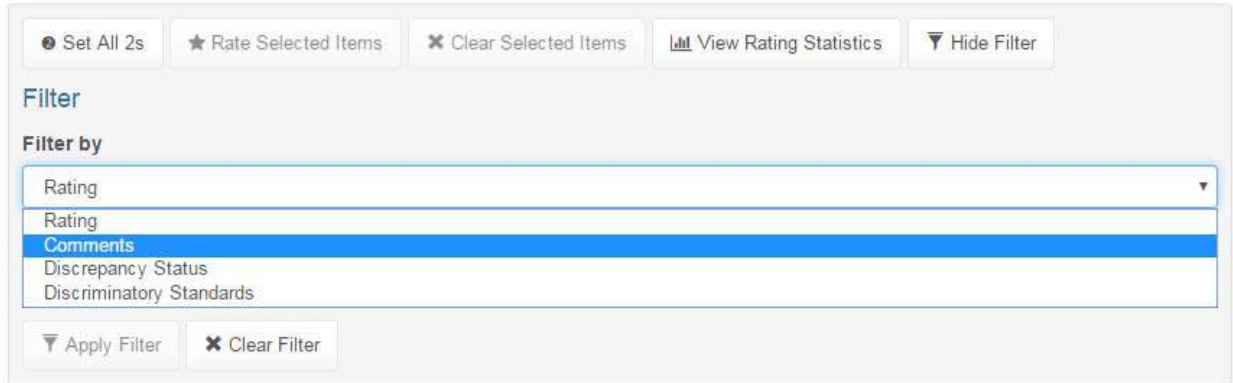 ❷ Set All 2s Rate Selected Items Clear Selected Items View Rating Statistics Hide Filter
Filter
Filter by
Rating
Rating
Comments
Discrepancy Status
Discriminatory Standards
Apply Filter Clear Filter